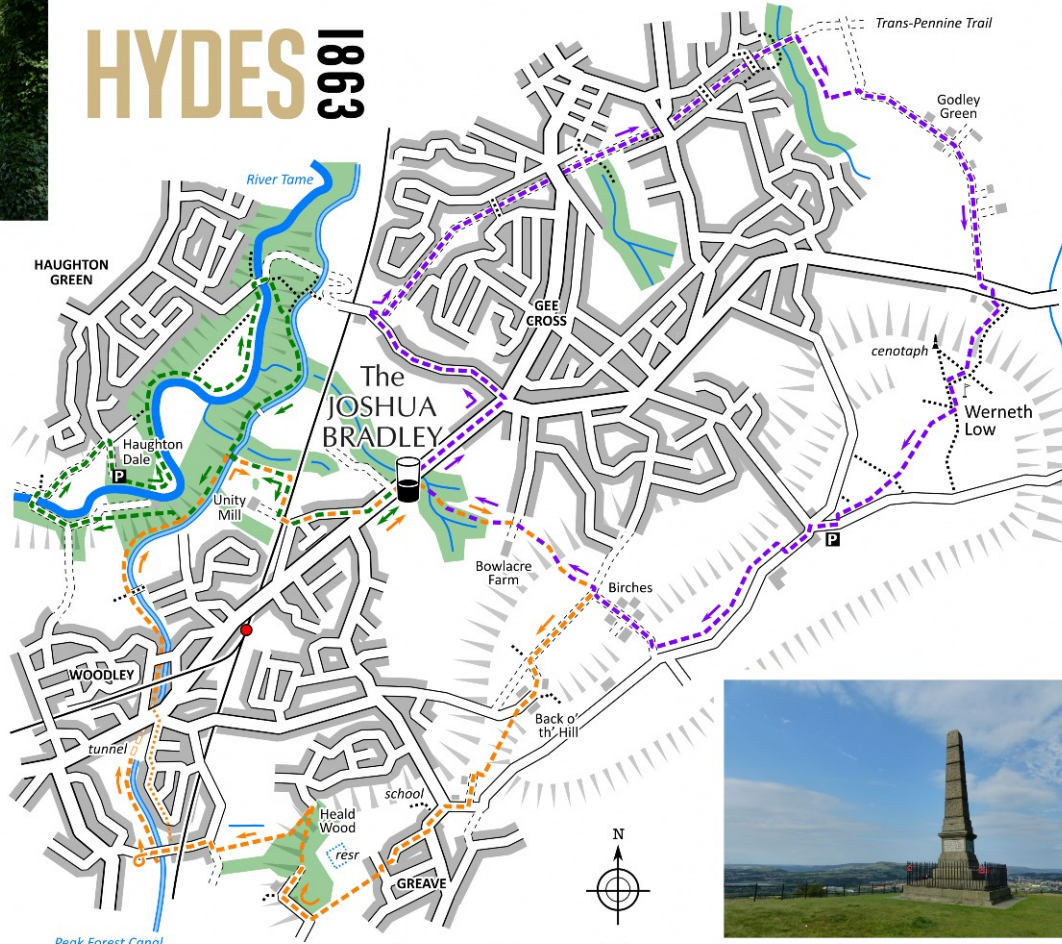 HYDES
1863
Trans-Pennine Trail
Godley
Green
River Tame
HAUGHTON
GREEN
GEE
CROSS
cenotaph
The
JOSHUA
BRADLEY
Werneth
Low
Haughton
Dale
P
Unity
Mill
P
Bowlacre
Farm
Birches
WOODLEY
Back o'
th' Hill
tunnel
school
Heald
Wood
resr
GREAVE
N
Peak Forest Canal